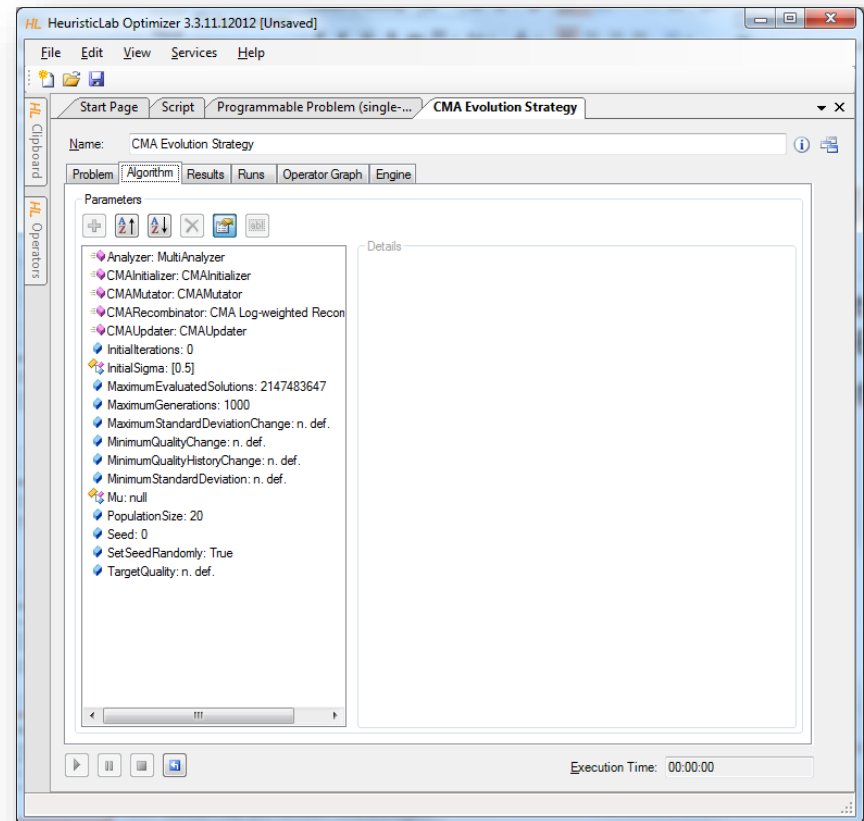 HL HeuristicLab Optimizer 3.3.11.12012 [Unsaved]
File Edit View Services Help
Start Page Script Programmable Problem (single-... CMA Evolution Strategy
HL Clipboard
HL Operators
Name: CMA Evolution Strategy
Problem Algorithm Results Runs Operator Graph Engine
Parameters
Details
Analyzer: MultiAnalyzer
CMAInitializer: CMAInitializer
CMAMutator: CMAMutator
CMARecombinator: CMA Log-weighted Recon
CMAUpdater: CMAUpdater
InitialIterations: 0
InitialSigma: [0.5]
MaximumEvaluatedSolutions: 2147483647
MaximumGenerations: 1000
MaximumStandardDeviationChange: n. def.
MinimumQualityChange: n. def.
MinimumQualityHistoryChange: n. def.
MinimumStandardDeviation: n. def.
Mu: null
PopulationSize: 20
Seed: 0
SetSeedRandomly: True
TargetQuality: n. def.
Execution Time: 00:00:00